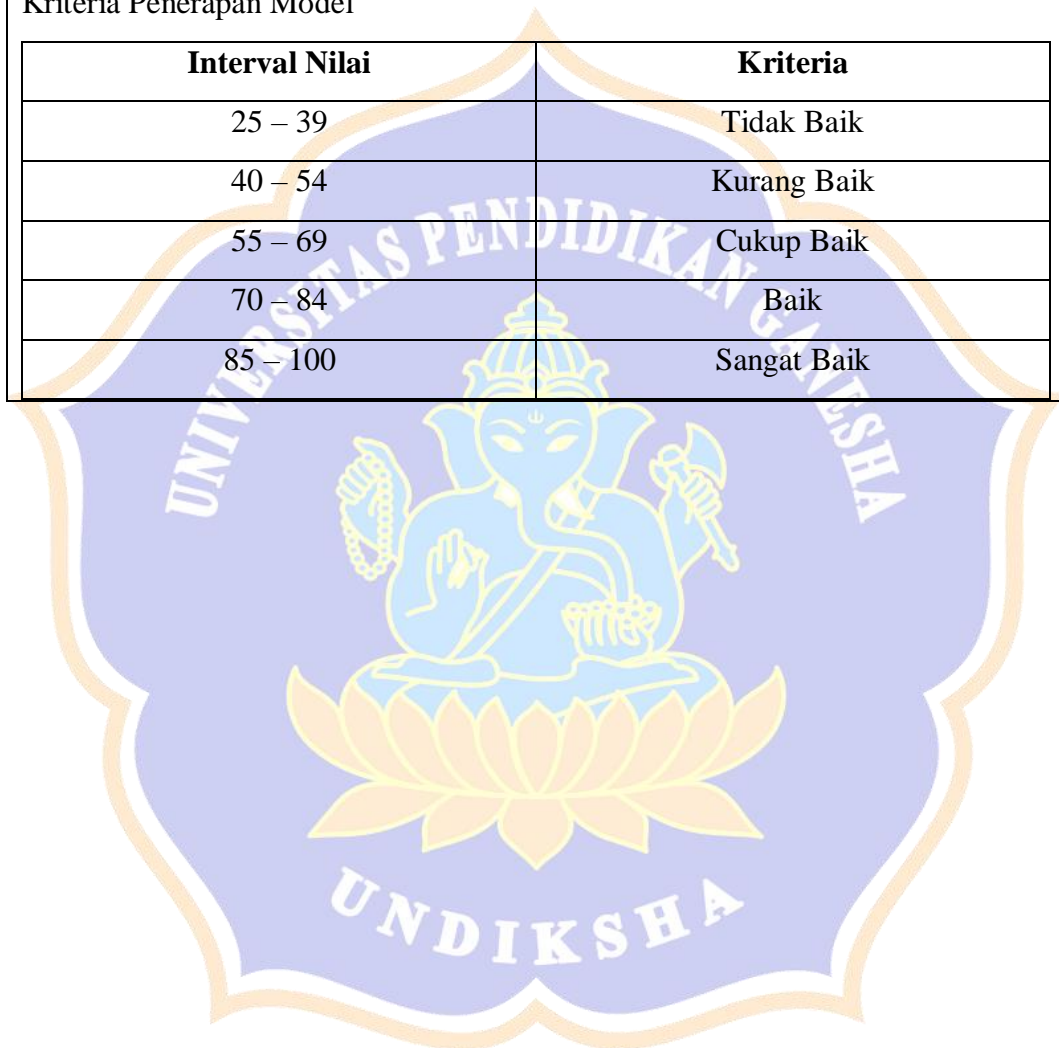 Kriteria Penerapan Model
Interval Nilai Kriteria
25 – 39 Tidak Baik
40 – 54 Kurang Baik
55 – 69 Cukup Baik
70 – 84 Baik
85 – 100 Sangat Baik
UNIVERSITAS PENDIDIKAN GANESHA
UNDIKSHA